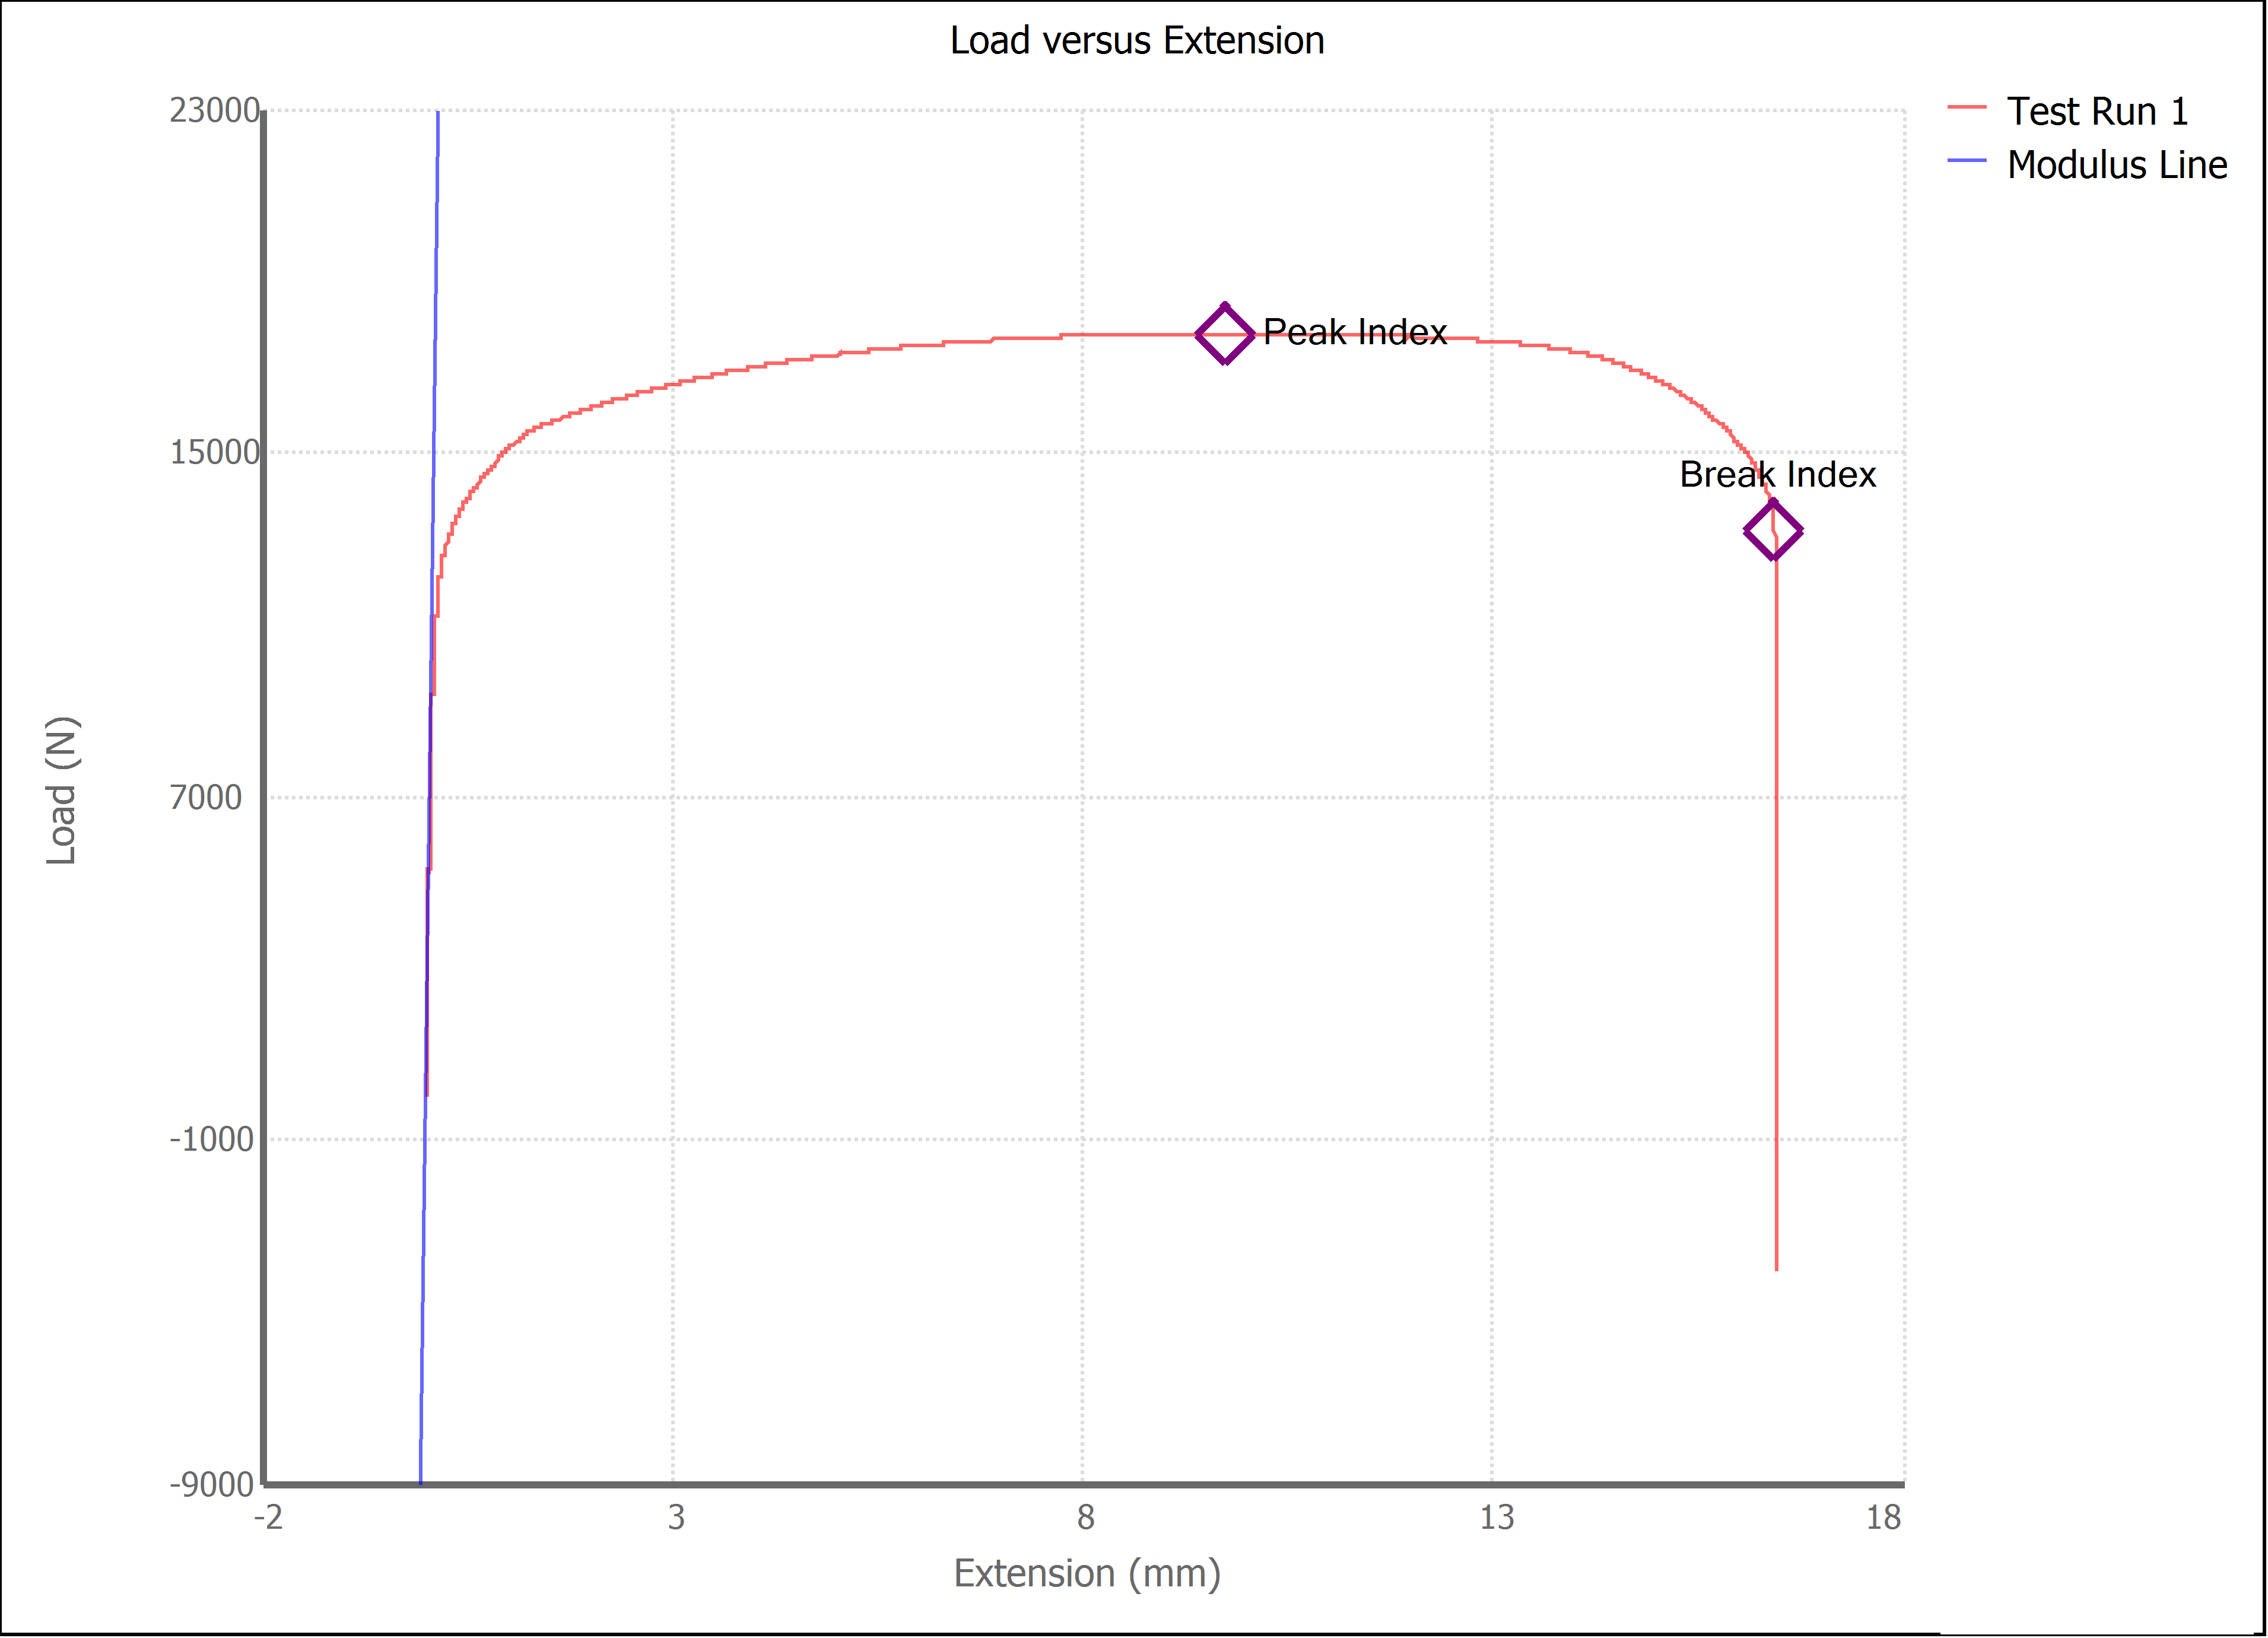 Load versus Extension
23000
15000
7000
-1000
-9000
Load (N)
-2
3
8
13
18
Extension (mm)
Peak Index
Break Index
Test Run 1
Modulus Line